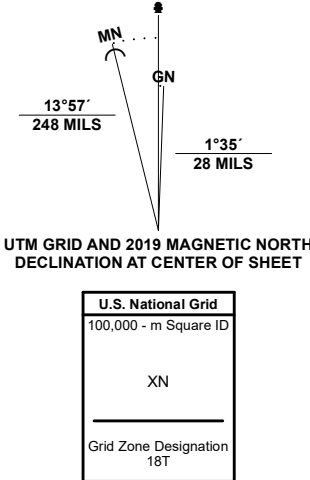 MN
GN
13°57´
248 MILS
1°35´
28 MILS
UTM GRID AND 2019 MAGNETIC NORTH
DECLINATION AT CENTER OF SHEET
U.S. National Grid
100,000 - m Square ID
XN
Grid Zone Designation
18T